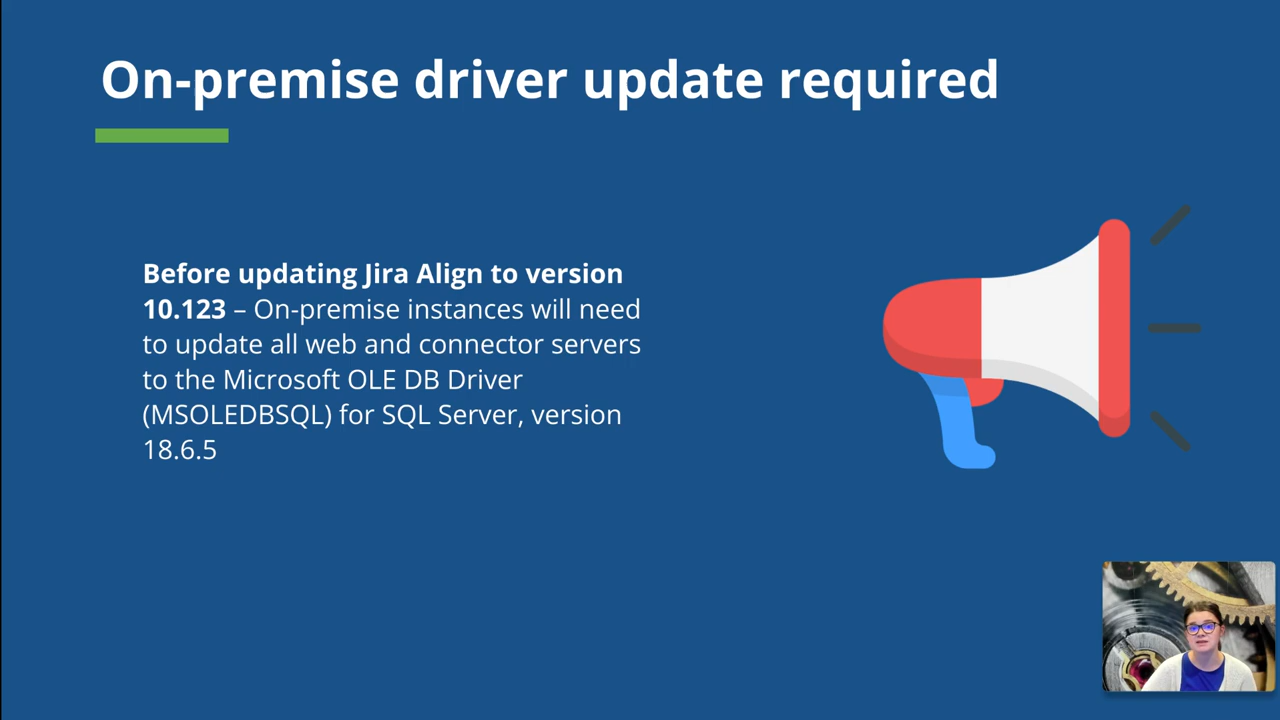 On-premise driver update required
Before updating Jira Align to version
10.123 – On-premise instances will need
to update all web and connector servers
to the Microsoft OLE DB Driver
(MSOLEDBSQL) for SQL Server, version
18.6.5